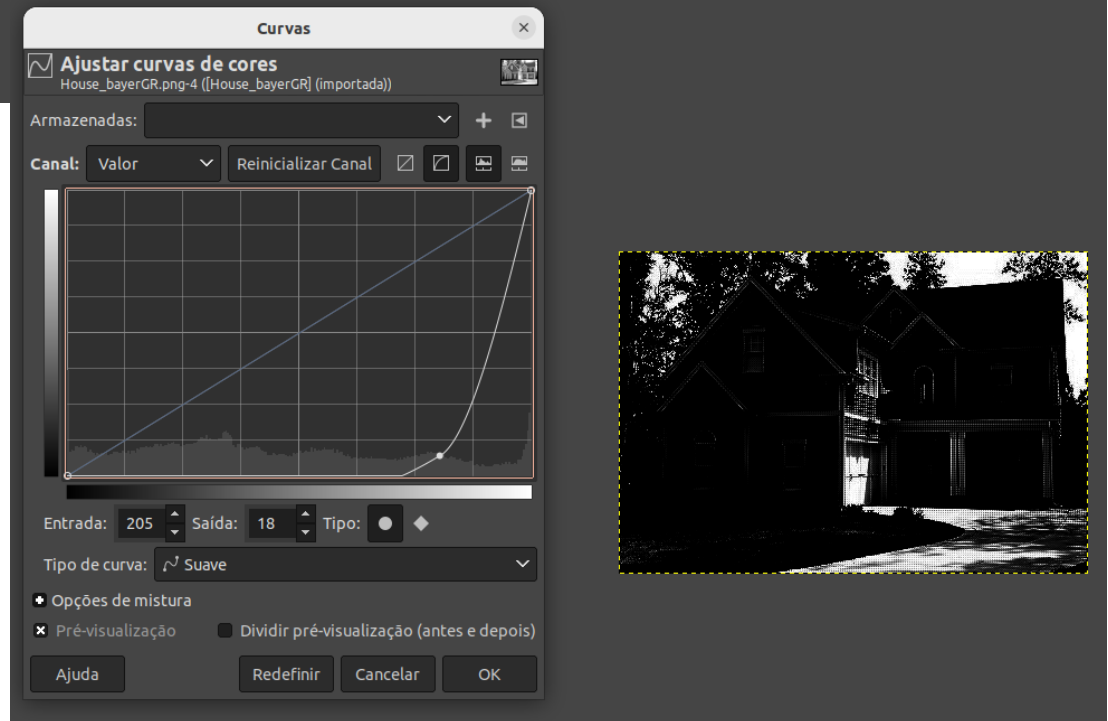 Curvas
Ajustar curvas de cores
House_bayerGR.png-4 ([House_bayerGR] (importada))
Armazenadas:
Canal: Valor Reinicializar Canal
Entrada: 205 Saída: 18 Tipo:
Tipo de curva: Suave
Opções de mistura
Pré-visualização Dividir pré-visualização (antes e depois)
Ajuda Redefinir Cancelar OK